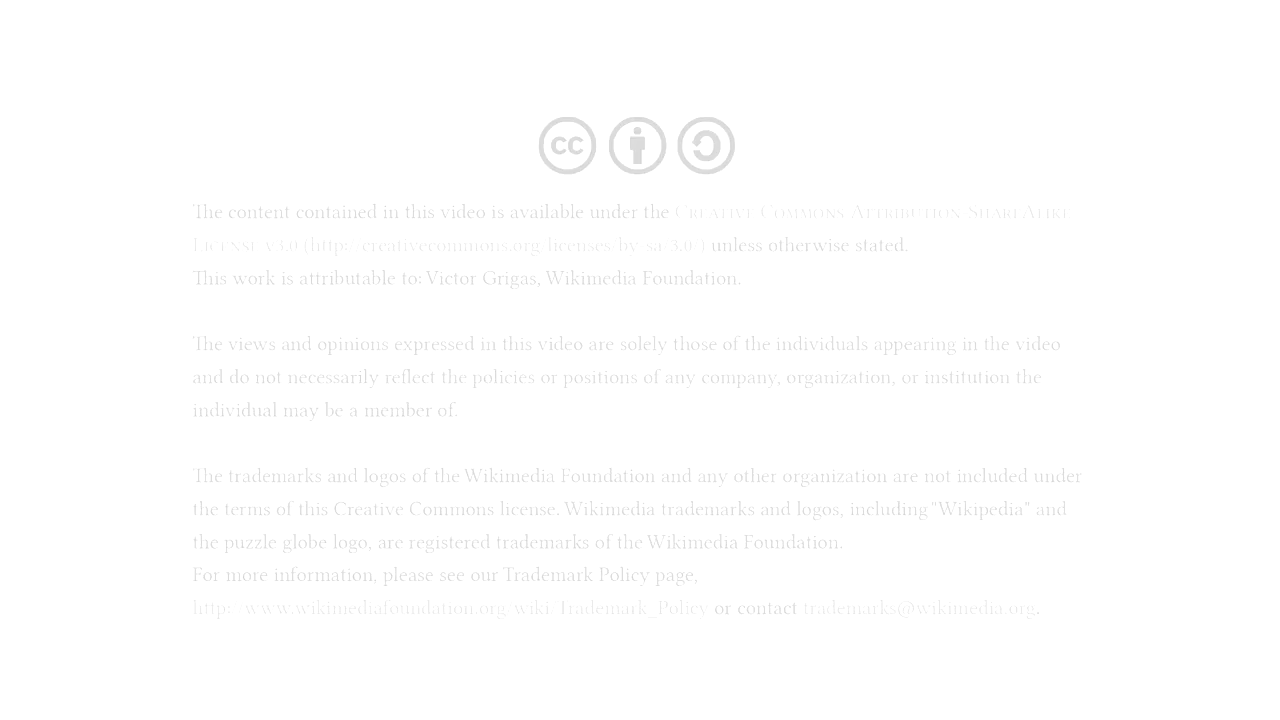 The content contained in this video is available under the Creative Commons Attribution-ShareAlike
License v3.0 (http://creativecommons.org/licenses/by-sa/3.0/) unless otherwise stated.
This work is attributable to: Victor Grigas, Wikimedia Foundation.
The views and opinions expressed in this video are solely those of the individuals appearing in the video
and do not necessarily reflect the policies or positions of any company, organization, or institution the
individual may be a member of.
The trademarks and logos of the Wikimedia Foundation and any other organization are not included under
the terms of this Creative Commons license. Wikimedia trademarks and logos, including "Wikipedia" and
the puzzle globe logo, are registered trademarks of the Wikimedia Foundation.
For more information, please see our Trademark Policy page,
http://www.wikimediafoundation.org/wiki/Trademark_Policy or contact trademarks@wikimedia.org.